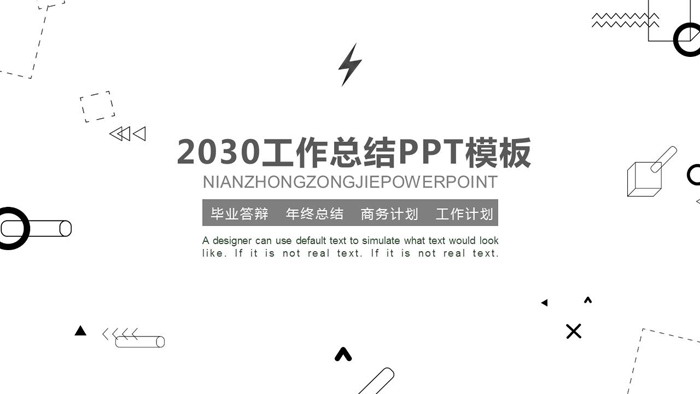 2030工作总结PPT模板
NIANZHONGZONGJIEPOWERPOINT
毕业答辩 年终总结 商务计划 工作计划
A designer can use default text to simulate what text would look
like. If it is not real text. If it is not real text.